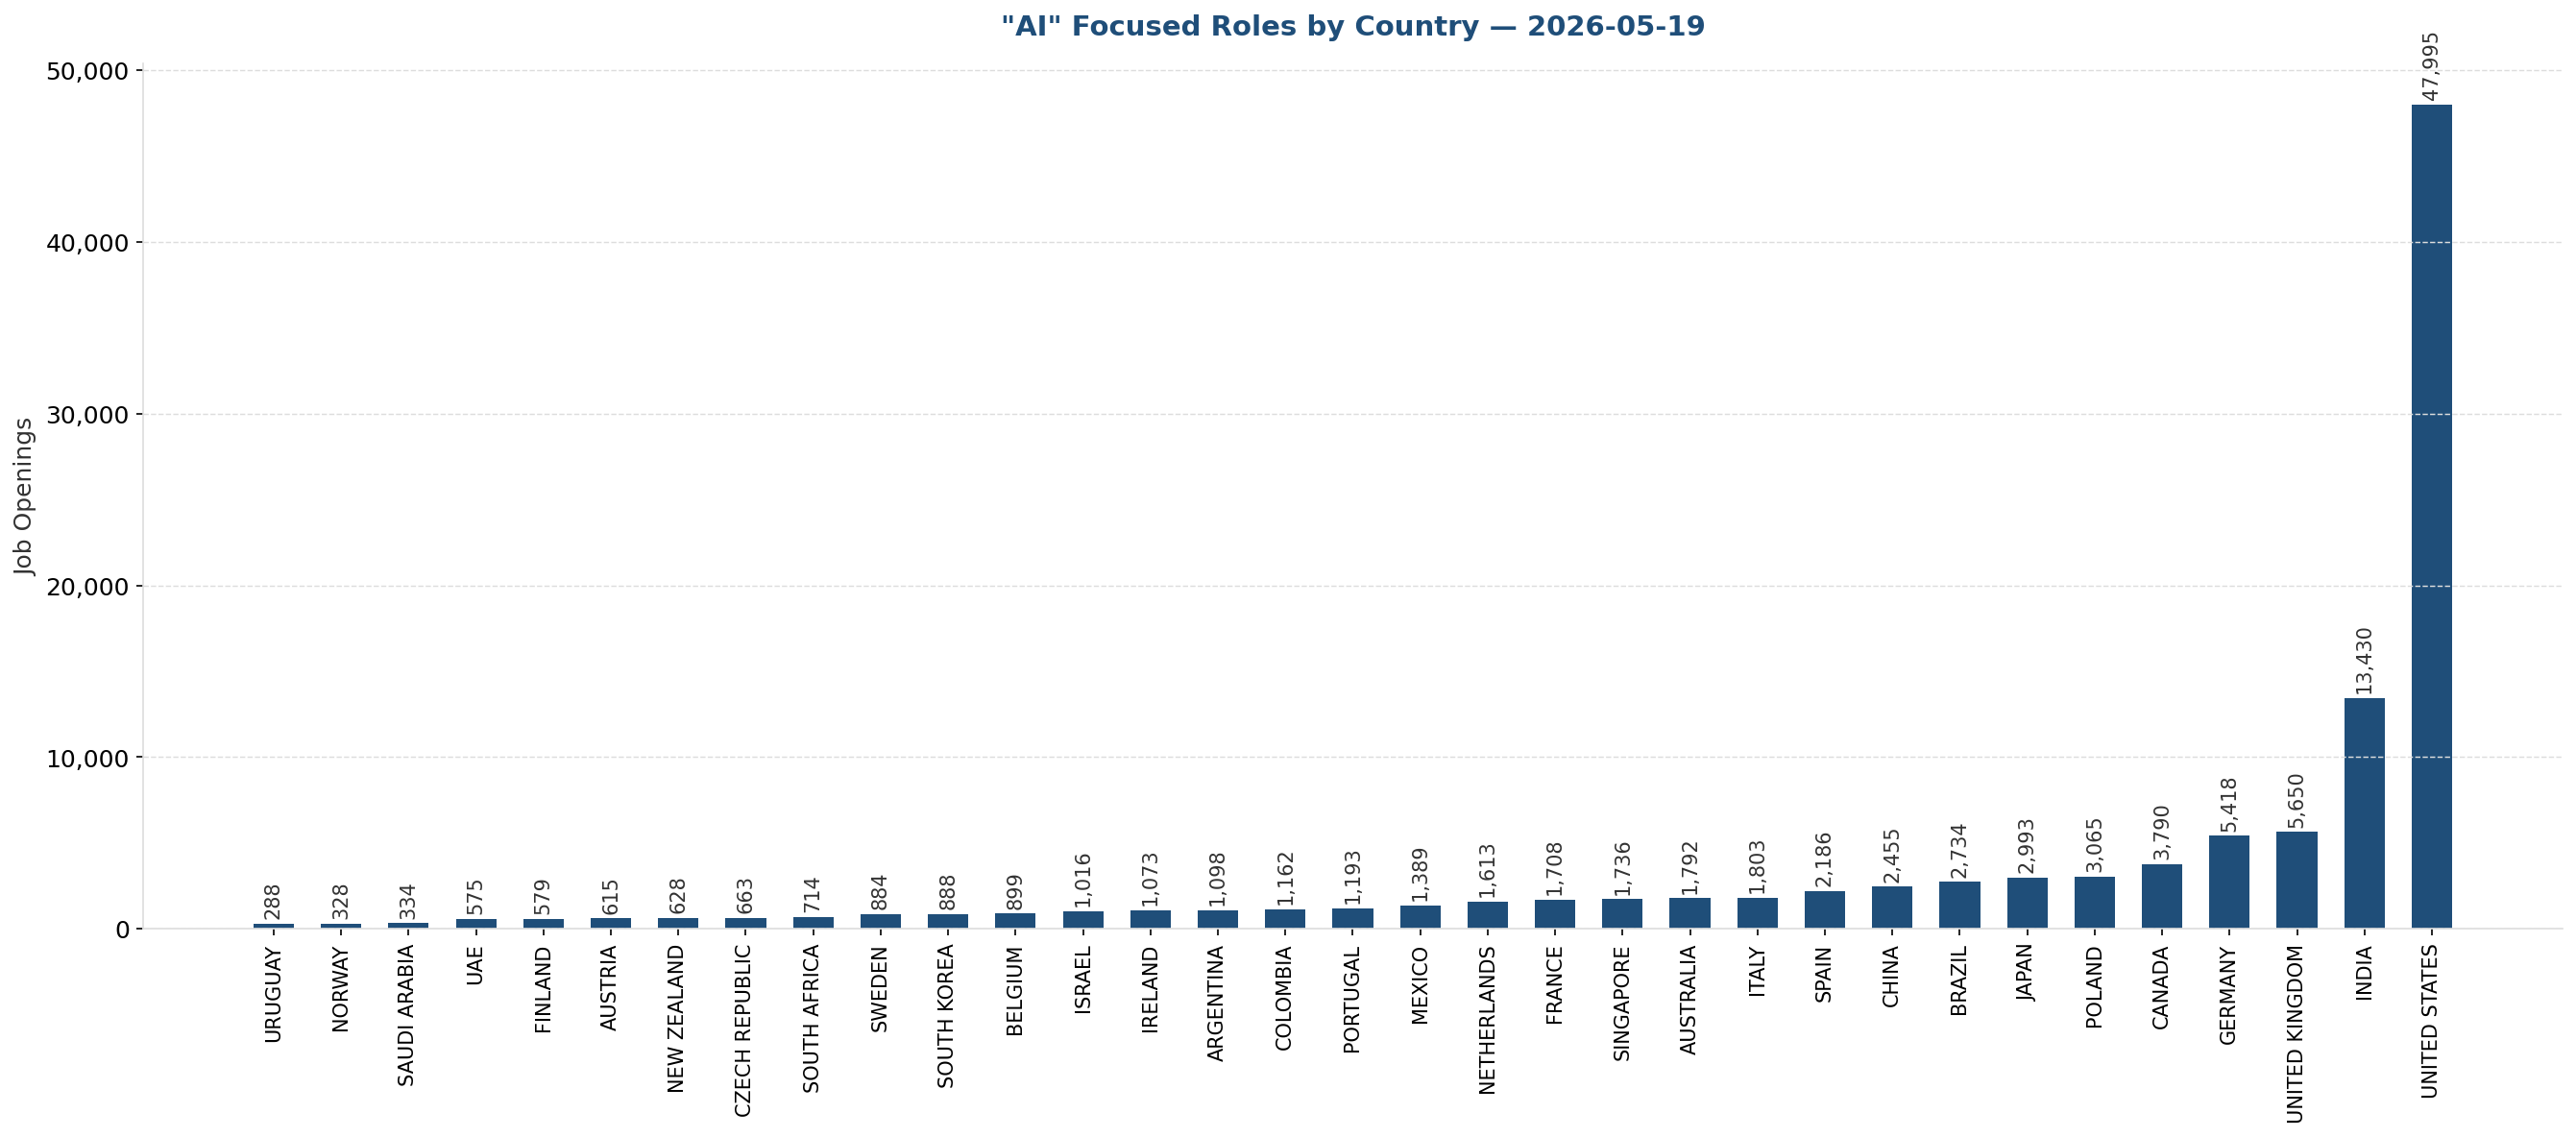 "AI" Focused Roles by Country — 2026-05-19
Job Openings
50,000
40,000
30,000
20,000
10,000
0
288
328
334
575
579
615
628
663
714
884
888
899
1,016
1,073
1,098
1,162
1,193
1,389
1,613
1,708
1,736
1,792
1,803
2,186
2,455
2,734
2,993
3,065
3,790
5,418
5,650
13,430
47,995
URUGUAY
NORWAY
SAUDI ARABIA
UAE
FINLAND
AUSTRIA
NEW ZEALAND
CZECH REPUBLIC
SOUTH AFRICA
SWEDEN
SOUTH KOREA
BELGIUM
ISRAEL
IRELAND
ARGENTINA
COLOMBIA
PORTUGAL
MEXICO
NETHERLANDS
FRANCE
SINGAPORE
AUSTRALIA
ITALY
SPAIN
CHINA
BRAZIL
JAPAN
POLAND
CANADA
GERMANY
UNITED KINGDOM
INDIA
UNITED STATES